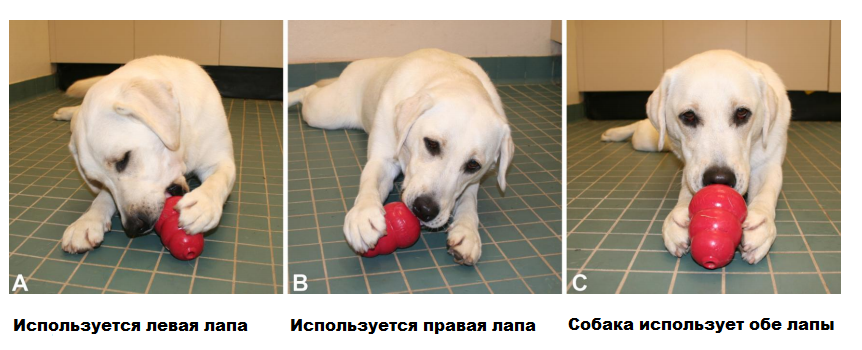 A
B
C
Используется левая лапа
Используется правая лапа
Собака использует обе лапы